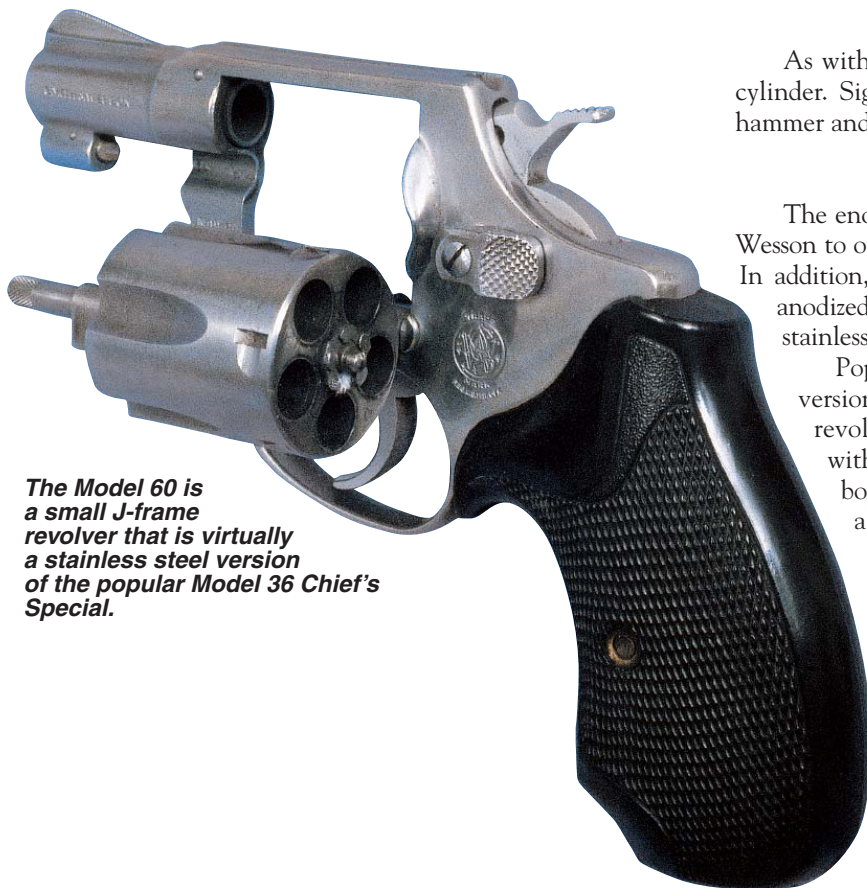 As with
cylinder. Sig
hammer and
The enc
Wesson to o
In addition,
anodized
stainless
Pop
version
revol
with
bo
a
The Model 60 is
a small J-frame
revolver that is virtually
a stainless steel version
of the popular Model 36 Chief's
Special.